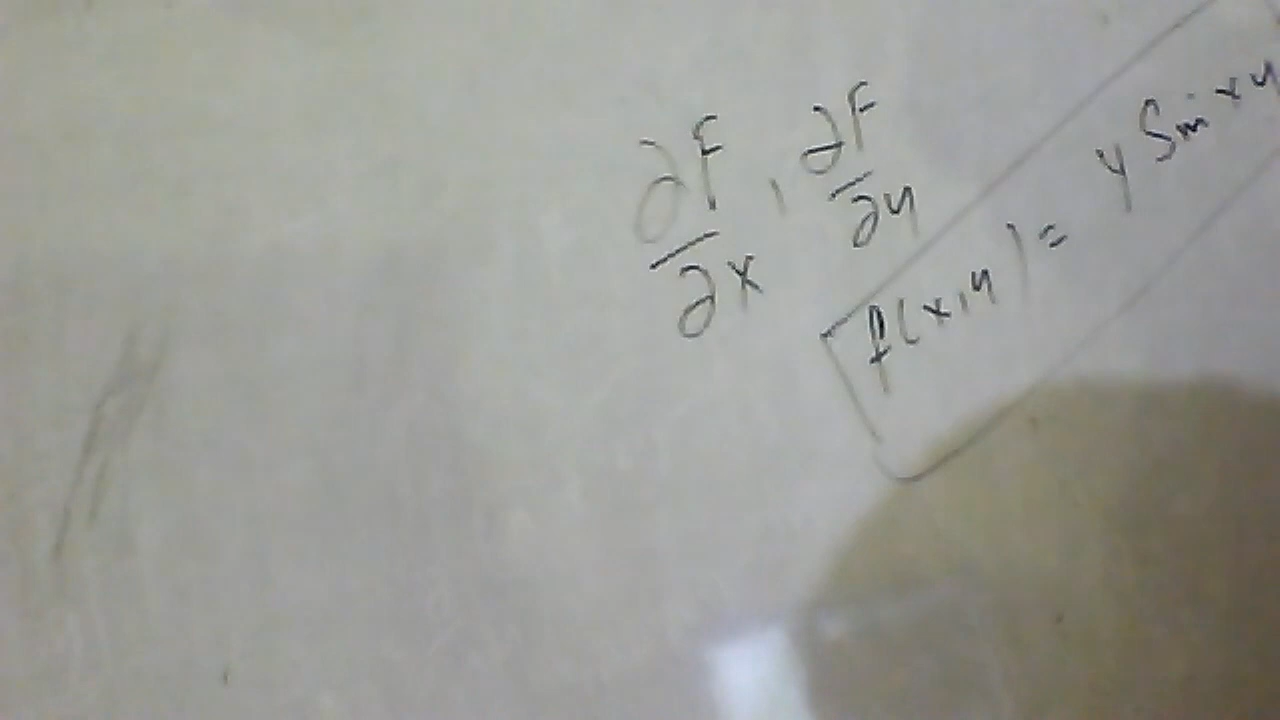 ∂F/∂x , ∂F/∂y
f(x,y) = y Sin xy